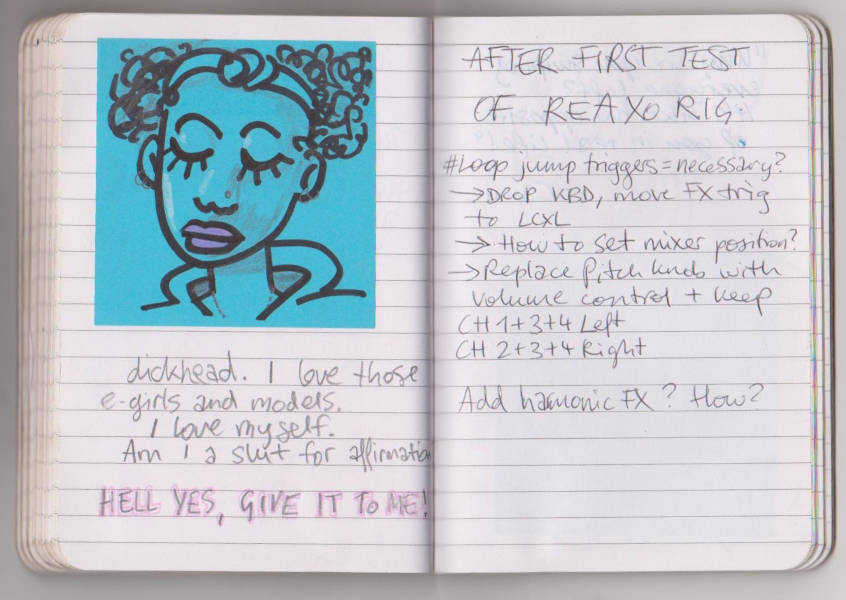 dickhead. I love those
e-girls and models.
I love myself.
Am I a slut for affirmation
HELL YES, GIVE IT TO ME!
AFTER FIRST TEST
OF REAXO RIG
#Loop jump triggers = necessary?
→ DROP KBD, move FX trig
to LCXL
→ How to set mixer position?
→ Replace Pitch knob with
volume control + keep
CH 1+3+4 Left
CH 2+3+4 Right
Add harmonic FX? How?